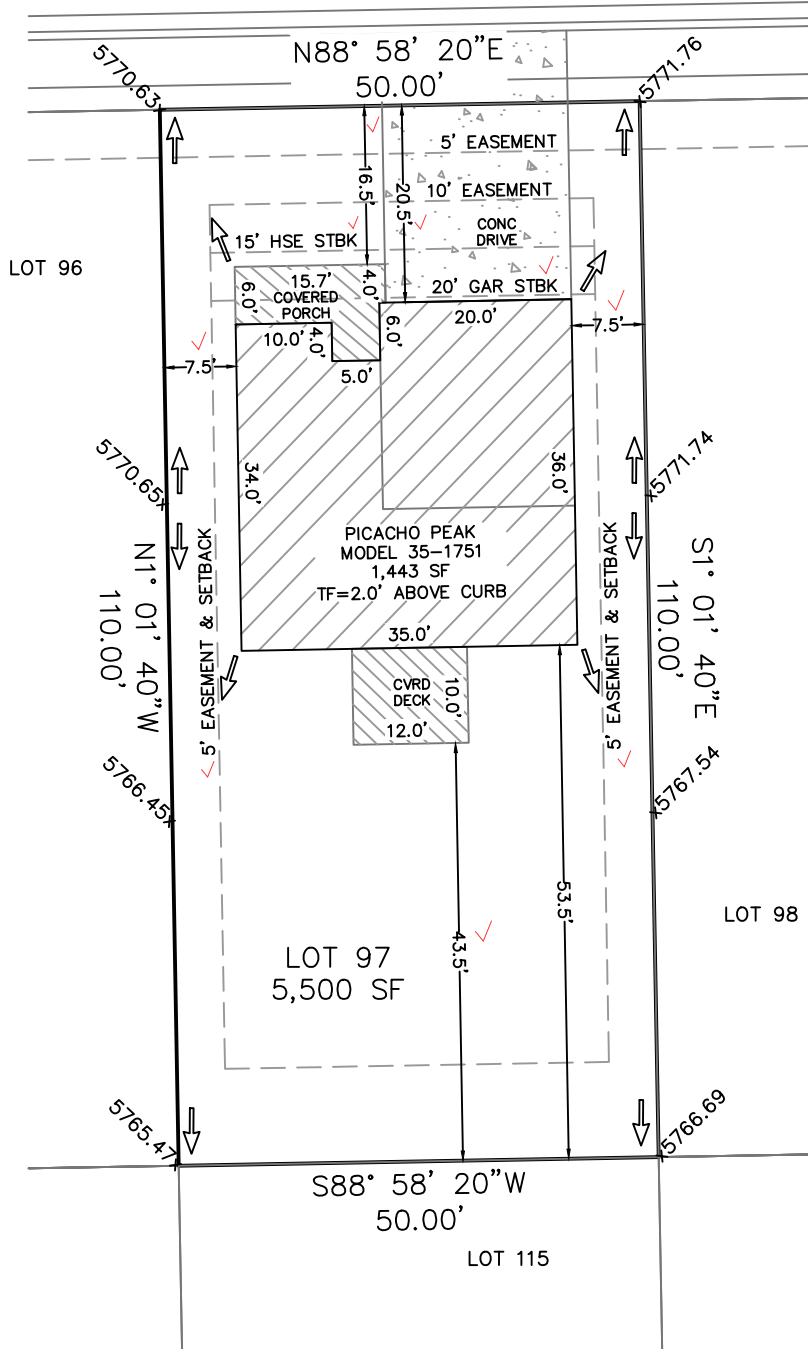 N88° 58' 20"E
50.00'
5770.63
5771.76
5' EASEMENT
16.5'
20.5'
10' EASEMENT
CONC
DRIVE
15' HSE STBK
LOT 96
15.7'
4.0'
6.0'
COVERED
PORCH
20' GAR STBK
20.0'
6.0'
7.5'
10.0'
4.0'
7.5'
5.0'
5770.65
5771.74
34.0'
36.0'
PICACHO PEAK
MODEL 35-1751
1,443 SF
TF=2.0' ABOVE CURB
N1° 01' 40"W
110.00'
5' EASEMENT & SETBACK
5' EASEMENT & SETBACK
S1° 01' 40"E
110.00'
35.0'
CVRD
DECK
10.0'
12.0'
5766.45
5767.54
53.5'
43.5'
LOT 98
LOT 97
5,500 SF
5765.47
5766.69
S88° 58' 20"W
50.00'
LOT 115